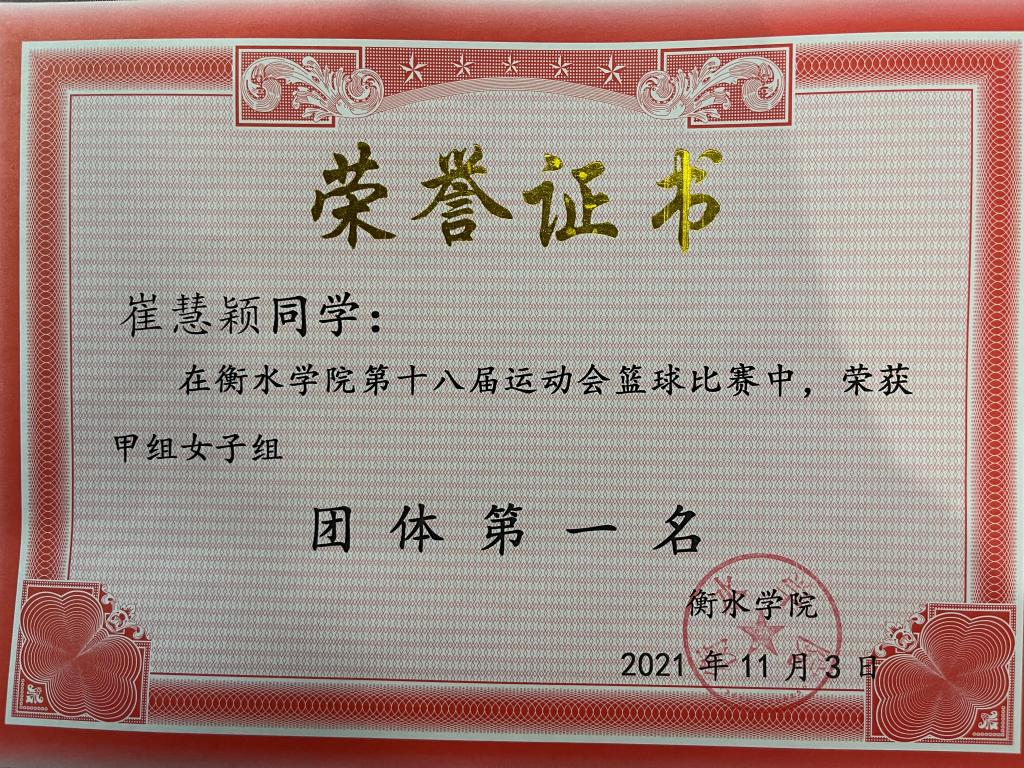 荣誉证书
崔慧颖同学：
在衡水学院第十八届运动会篮球比赛中，荣获
甲组女子组
团体第一名
衡水学院
2021年11月3日